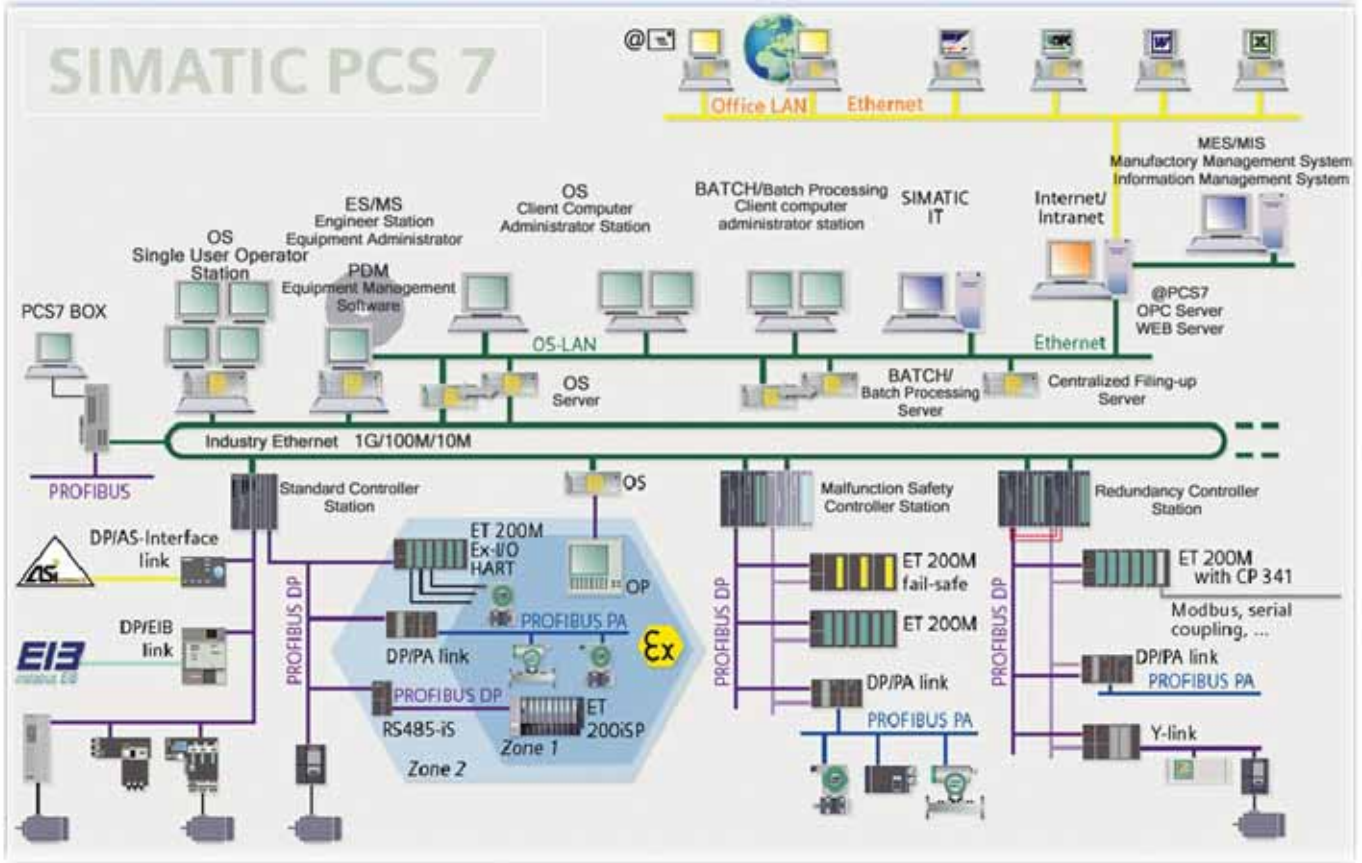 SIMATIC PCS 7
@
Office LAN
Ethernet
MES/MIS
Manufactory Management System
Information Management System
Internet/
Intranet
SIMATIC
IT
BATCH/Batch Processing
Client computer
administrator station
OS
Client Computer
Administrator Station
ES/MS
Engineer Station
Equipment Administrator
PDM
Equipment Management
Software
OS
Single User Operator
Station
PCS7 BOX
@PCS7
OPC Server
WEB Server
OS-LAN
Ethernet
OS
Server
BATCH/
Batch Processing
Server
Centralized Filing-up
Server
Industry Ethernet 1G/100M/10M
PROFIBUS
Standard Controller
Station
OS
Malfunction Safety
Controller Station
Redundancy Controller
Station
DP/AS-Interface
link
ASi
DP/EIB
link
EIB
PROFIBUS DP
ET 200M
Ex-I/O
HART
OP
PROFIBUS PA
DP/PA link
Ex
PROFIBUS DP
RS485-iS
ET
200iSP
Zone 1
Zone 2
PROFIBUS DP
ET 200M
fail-safe
ET 200M
DP/PA link
PROFIBUS PA
PROFIBUS DP
ET 200M
with CP 341
Modbus, serial
coupling, ...
DP/PA link
PROFIBUS PA
Y-link